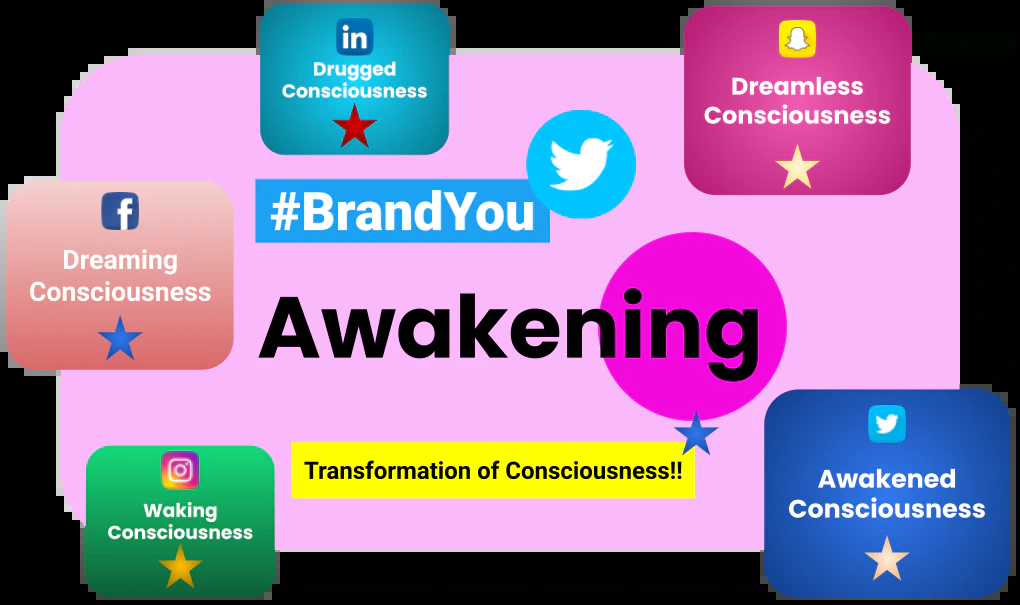 in
Drugged
Consciousness
Dreamless
Consciousness
#BrandYou
f
Dreaming
Consciousness
Awakening
Transformation of Consciousness!!
Waking
Consciousness
Awakened
Consciousness